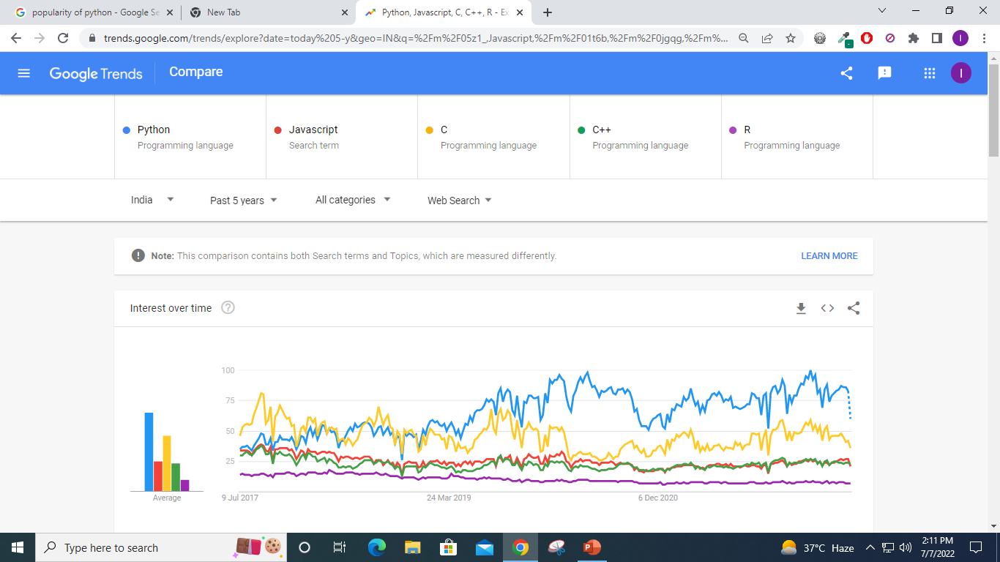 popularity of python - Google Se
New Tab
Python, Javascript, C, C++, R - Ex
trends.google.com/trends/explore?date=today%205-y&geo=IN&q=%2Fm%2F05z1_,Javascript,%2Fm%2F01t6b,%2Fm%2F0jgqg,%2Fm%...
I
Google Trends
Compare
I
Python
Programming language
Javascript
Search term
C
Programming language
C++
Programming language
R
Programming language
India
Past 5 years
All categories
Web Search
Note: This comparison contains both Search terms and Topics, which are measured differently.
LEARN MORE
Interest over time
100
75
50
25
Average
9 Jul 2017
24 Mar 2019
6 Dec 2020
Type here to search
37°C Haze
2:11 PM
7/7/2022